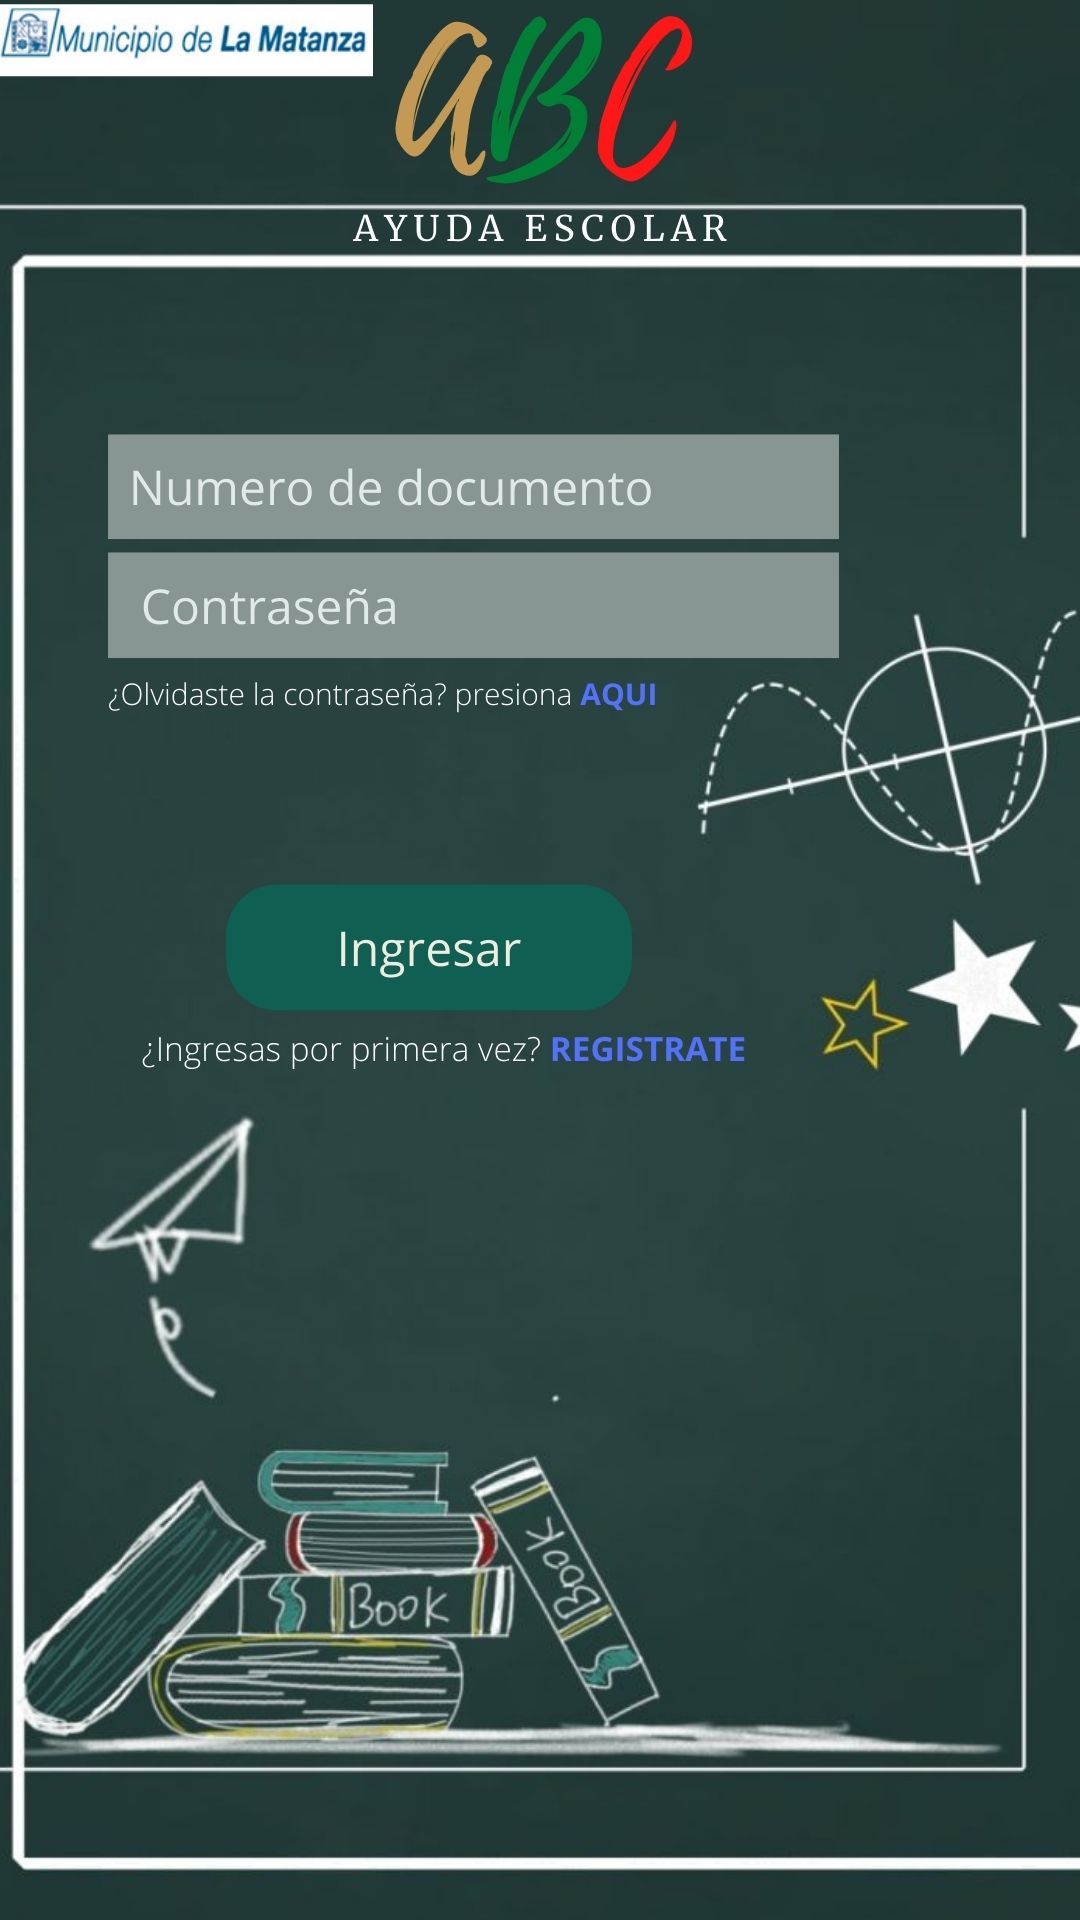 Municipio de La Matanza
ABC
AYUDA ESCOLAR
Numero de documento
Contraseña
¿Olvidaste la contraseña? presiona AQUI
Ingresar
¿Ingresas por primera vez? REGISTRATE
Book
Book